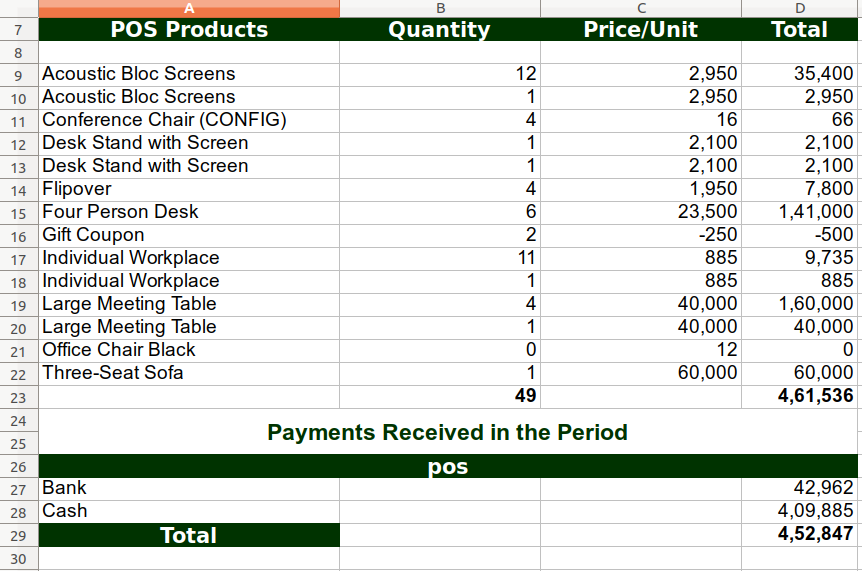 A B C D
7 POS Products Quantity Price/Unit Total
8
9 Acoustic Bloc Screens 12 2,950 35,400
10 Acoustic Bloc Screens 1 2,950 2,950
11 Conference Chair (CONFIG) 4 16 66
12 Desk Stand with Screen 1 2,100 2,100
13 Desk Stand with Screen 1 2,100 2,100
14 Flipover 4 1,950 7,800
15 Four Person Desk 6 23,500 1,41,000
16 Gift Coupon 2 -250 -500
17 Individual Workplace 11 885 9,735
18 Individual Workplace 1 885 885
19 Large Meeting Table 4 40,000 1,60,000
20 Large Meeting Table 1 40,000 40,000
21 Office Chair Black 0 12 0
22 Three-Seat Sofa 1 60,000 60,000
23 49 4,61,536
24
Payments Received in the Period
25
26 pos
27 Bank 42,962
28 Cash 4,09,885
29 Total 4,52,847
30